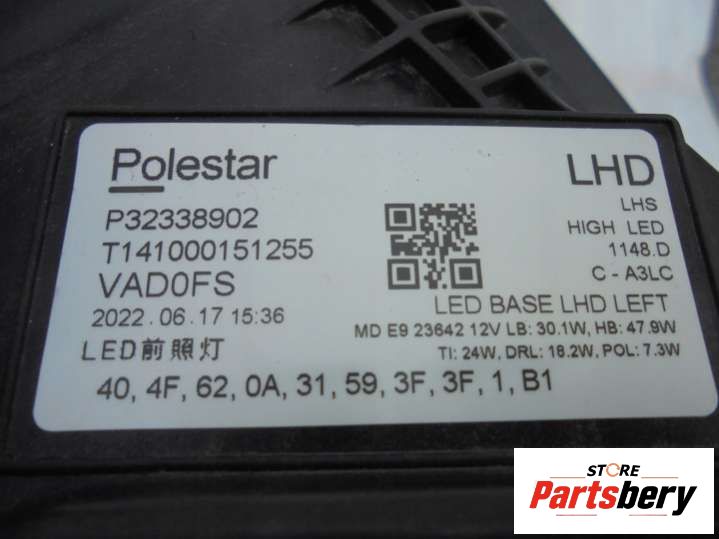 Polestar
LHD
P32338902
T141000151255
VAD0FS
2022.06.17 15:36
LED前照灯
LHS
HIGH LED
1148.D
C - A3LC
LED BASE LHD LEFT
MD E9 23642 12V LB: 30.1W, HB: 47.9W
TI: 24W, DRL: 18.2W, POL: 7.3W
40, 4F, 62, 0A, 31, 59, 3F, 3F, 1, B1
STORE
Partsbery